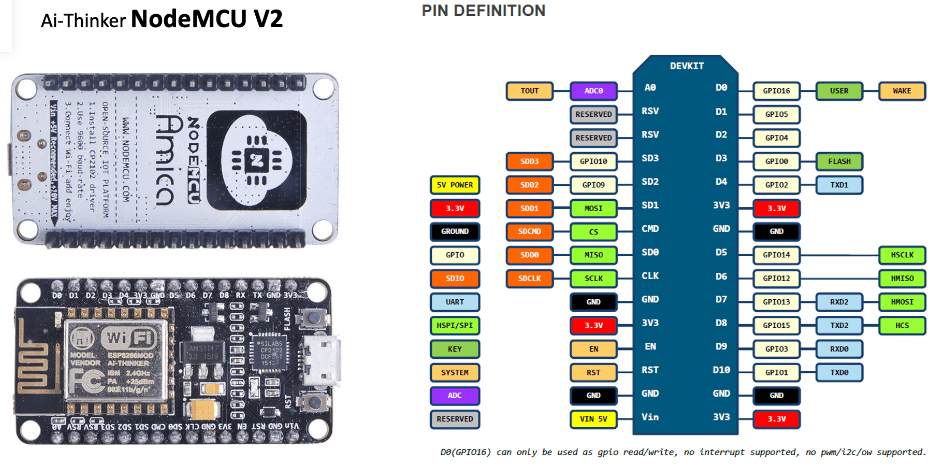 Ai-Thinker NodeMCU V2
PIN DEFINITION
OPEN-SOURCE IOT PLATFORM
WWW.NODEMCU.COM
1.Install CP2102 driver
2.Use 9600 baud-rate
3.Connect Wi-Fi and enjoy
NODEMCU
Amica
N
D0 D1 D2 D3 D4 3V3 GND D5 D6 D7 D8 RX TX GND 3V3
FLASH
WiFi
MODEL ESP8266MOD
VENDOR AI-THINKER
ISM 2.4GHz
PA +25dBm
802.11b/g/n
FC
SILABS
CP2102
RST
A0 RSV RSV SD3 SD2 SD1 CMD SD0 CLK GND 3V3 EN RST GND Vin
DEVKIT
TOUT ADC0 A0 D0 GPIO16 USER WAKE
RESERVED RSV D1 GPIO5
RESERVED RSV D2 GPIO4
SDD3 GPIO10 SD3 D3 GPIO0 FLASH
5V POWER SDD2 GPIO9 SD2 D4 GPIO2 TXD1
3.3V SDD1 MOSI SD1 3V3 3.3V
GROUND SDCMD CS CMD GND GND
GPIO SDD0 MISO SD0 D5 GPIO14 HSCLK
SDIO SDCLK SCLK CLK D6 GPIO12 HMISO
UART GND GND D7 GPIO13 RXD2 HMOSI
HSPI/SPI 3.3V 3V3 D8 GPIO15 TXD2 HCS
KEY EN EN D9 GPIO3 RXD0
SYSTEM RST RST D10 GPIO1 TXD0
ADC GND GND GND GND
RESERVED VIN 5V Vin 3V3 3.3V
D0(GPIO16) can only be used as gpio read/write, no interrupt supported, no pwm/i2c/ow supported.